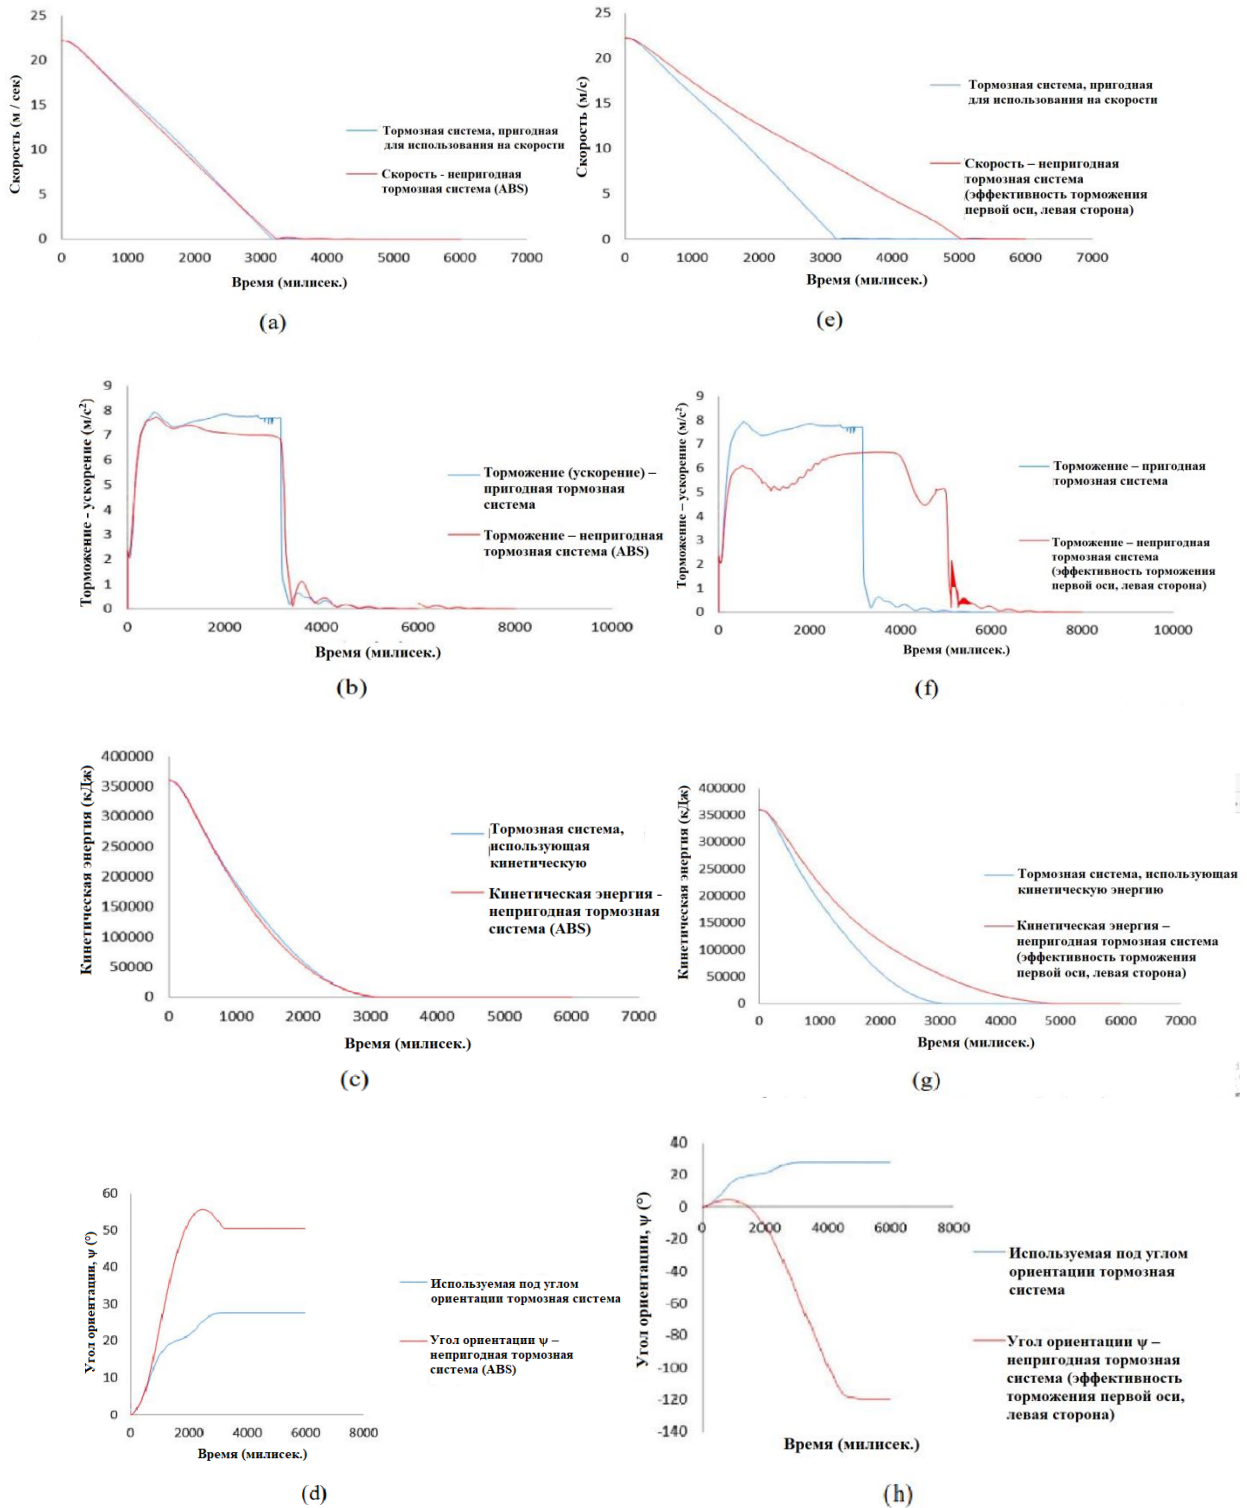 25
20
15
10
5
0
Скорость (м / сек)
Тормозная система, пригодная
для использования на скорости
Скорость - непригодная
тормозная система (ABS)
0 1000 2000 3000 4000 5000 6000 7000
Время (милисек.)
(a)
25
20
15
10
5
0
Скорость (м/с)
Тормозная система, пригодная
для использования на скорости
Скорость – непригодная
тормозная система
(эффективность торможения
первой оси, левая сторона)
0 1000 2000 3000 4000 5000 6000 7000
Время (милисек.)
(e)
9
8
7
6
5
4
3
2
1
0
Торможение - ускорение (м/с²)
Торможение (ускорение) –
пригодная тормозная
система
Торможение – непригодная
тормозная система (ABS)
0 2000 4000 6000 8000 10000
Время (милисек.)
(b)
9
8
7
6
5
4
3
2
1
0
Торможение – ускорение (м/с²)
Торможение – пригодная
тормозная система
Торможение – непригодная
тормозная система
(эффективность торможения
первой оси, левая сторона)
0 2000 4000 6000 8000 10000
Время (милисек.)
(f)
400000
350000
300000
250000
200000
150000
100000
50000
0
Кинетическая энергия (кДж)
Тормозная система,
использующая
кинетическую
Кинетическая энергия -
непригодная тормозная
система (ABS)
0 1000 2000 3000 4000 5000 6000 7000
Время (милисек.)
(c)
400000
350000
300000
250000
200000
150000
100000
50000
0
Кинетическая энергия (кДж)
Тормозная система, использующая
кинетическую энергию
Кинетическая энергия –
непригодная тормозная система
(эффективность торможения
первой оси, левая сторона)
0 1000 2000 3000 4000 5000 6000 7000
Время (милисек.)
(g)
60
50
40
30
20
10
0
Угол ориентации, ψ (°)
Используемая под углом
ориентации тормозная система
Угол ориентации ψ –
непригодная тормозная
система (ABS)
0 2000 4000 6000 8000
Время (милисек.)
(d)
40
20
0
-20
-40
-60
-80
-100
-120
-140
Угол ориентации, ψ (°)
0 2000 4000 6000 8000
Используемая под углом
ориентации тормозная
система
Угол ориентации ψ –
непригодная тормозная
система (эффективность
торможения первой оси,
левая сторона)
Время (милисек.)
(h)